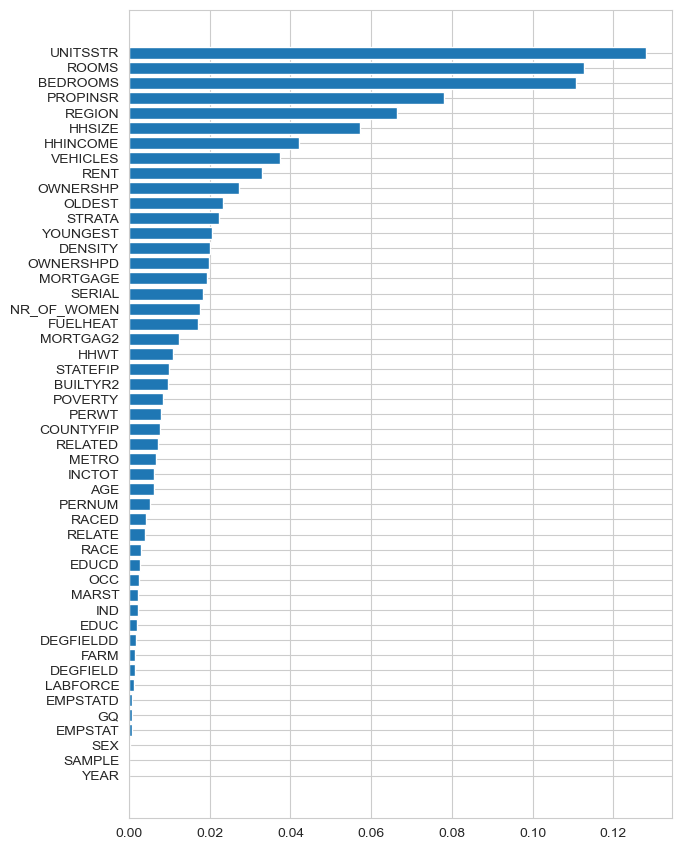 UNITSSTR
ROOMS
BEDROOMS
PROPINSR
REGION
HHSIZE
HHINCOME
VEHICLES
RENT
OWNERSHP
OLDEST
STRATA
YOUNGEST
DENSITY
OWNERSHPD
MORTGAGE
SERIAL
NR_OF_WOMEN
FUELHEAT
MORTGAG2
HHWT
STATEFIP
BUILTYR2
POVERTY
PERWT
COUNTYFIP
RELATED
METRO
INCTOT
AGE
PERNUM
RACED
RELATE
RACE
EDUCD
OCC
MARST
IND
EDUC
DEGFIELDD
FARM
DEGFIELD
LABFORCE
EMPSTATD
GQ
EMPSTAT
SEX
SAMPLE
YEAR
0.00 0.02 0.04 0.06 0.08 0.10 0.12